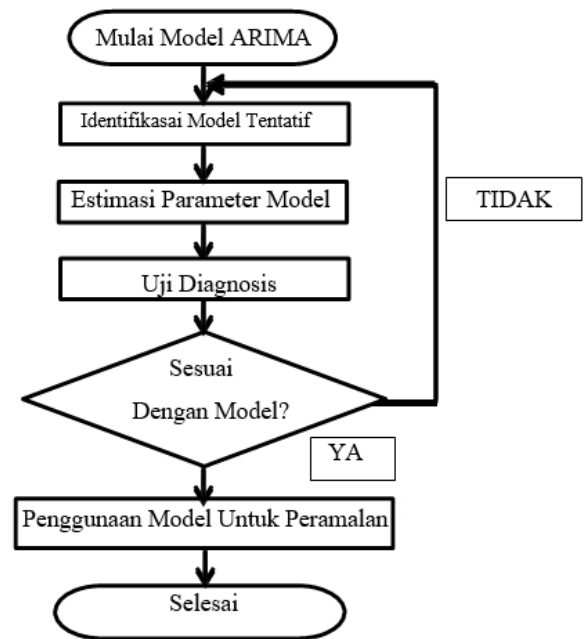 Mulai Model ARIMA
Identifikasai Model Tentatif
Estimasi Parameter Model
TIDAK
Uji Diagnosis
Sesuai
Dengan Model?
YA
Penggunaan Model Untuk Peramalan
Selesai